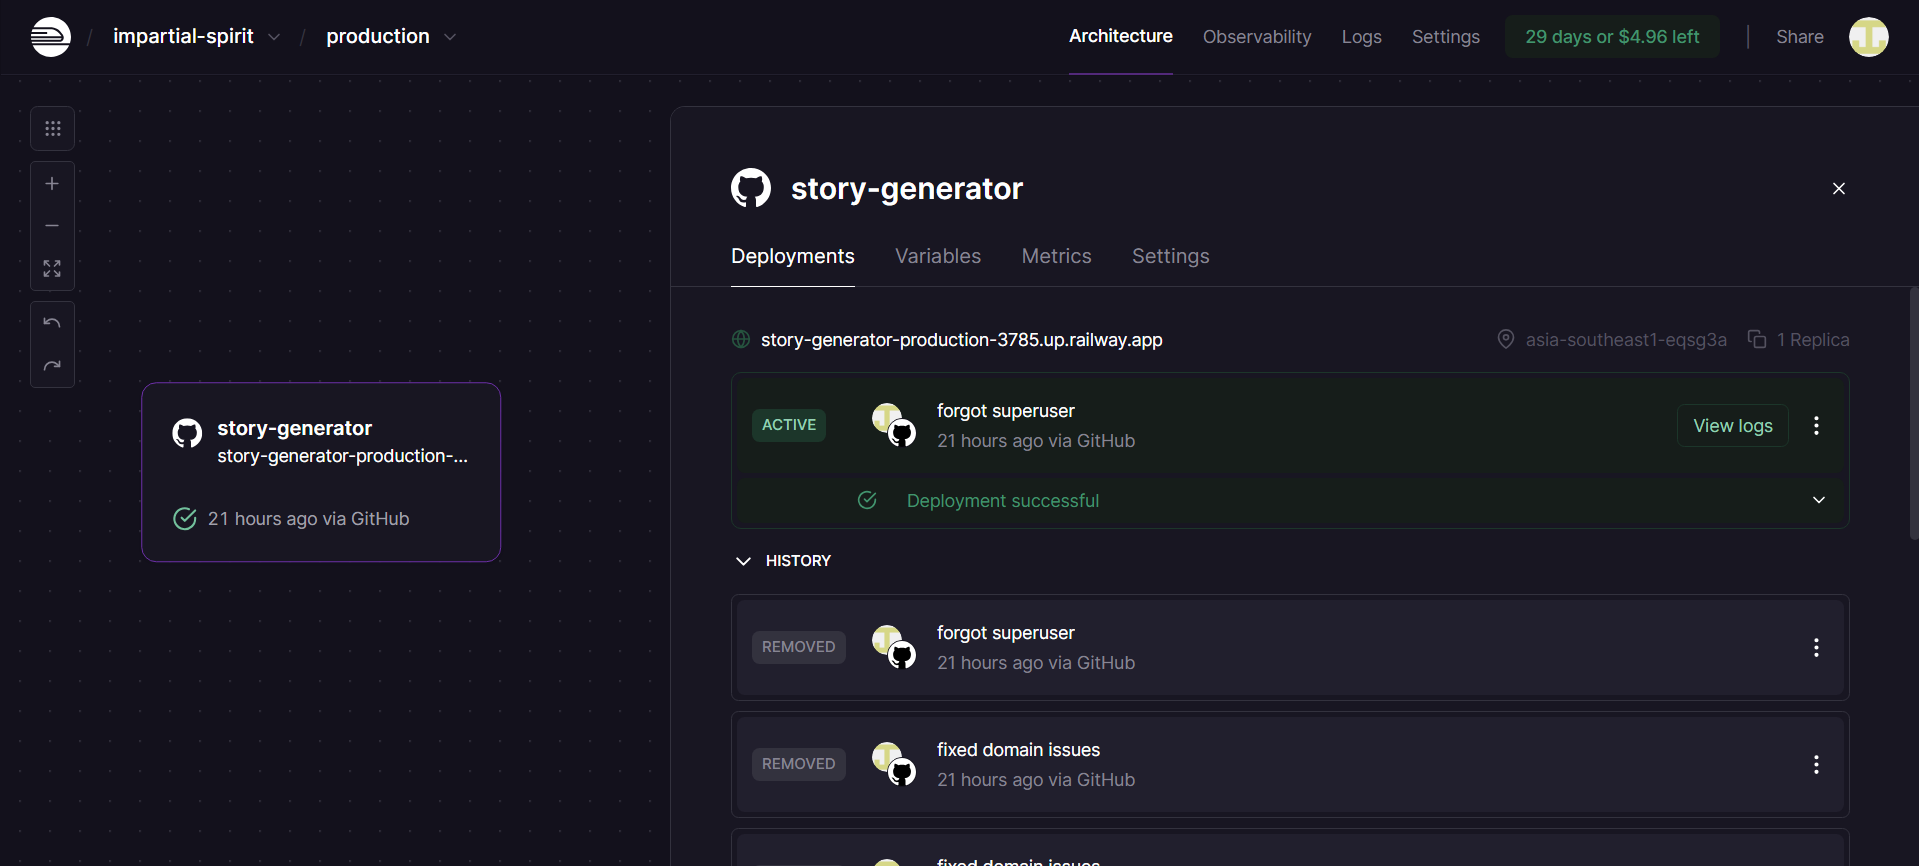 / impartial-spirit / production
Architecture Observability Logs Settings 29 days or $4.96 left | Share
story-generator
Deployments Variables Metrics Settings
story-generator-production-3785.up.railway.app asia-southeast1-eqsg3a 1 Replica
ACTIVE
forgot superuser
21 hours ago via GitHub
View logs
Deployment successful
HISTORY
REMOVED
forgot superuser
21 hours ago via GitHub
REMOVED
fixed domain issues
21 hours ago via GitHub
fixed domain issues
story-generator
story-generator-production-...
21 hours ago via GitHub